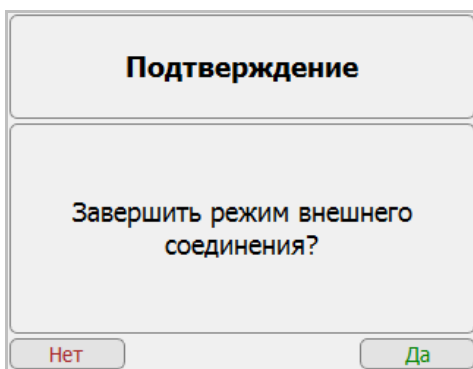 Подтверждение
Завершить режим внешнего
соединения?
Нет
Да